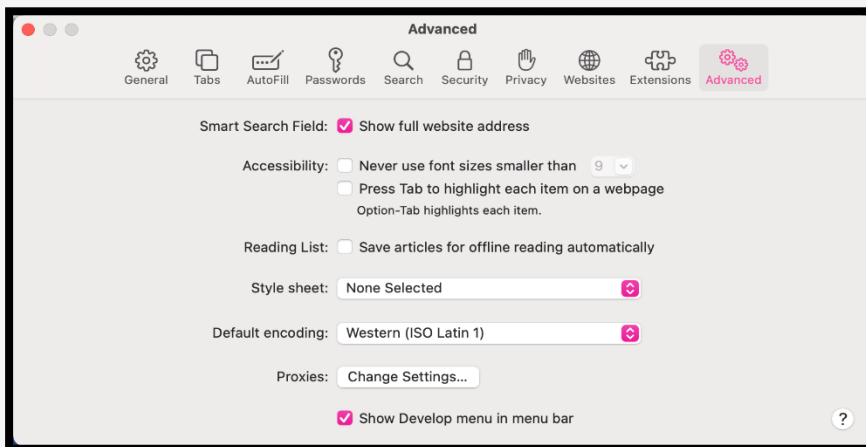 Advanced
General Tabs AutoFill Passwords Search Security Privacy Websites Extensions Advanced
Smart Search Field: Show full website address
Accessibility: Never use font sizes smaller than 9
Press Tab to highlight each item on a webpage
Option-Tab highlights each item.
Reading List: Save articles for offline reading automatically
Style sheet: None Selected
Default encoding: Western (ISO Latin 1)
Proxies: Change Settings...
Show Develop menu in menu bar ?